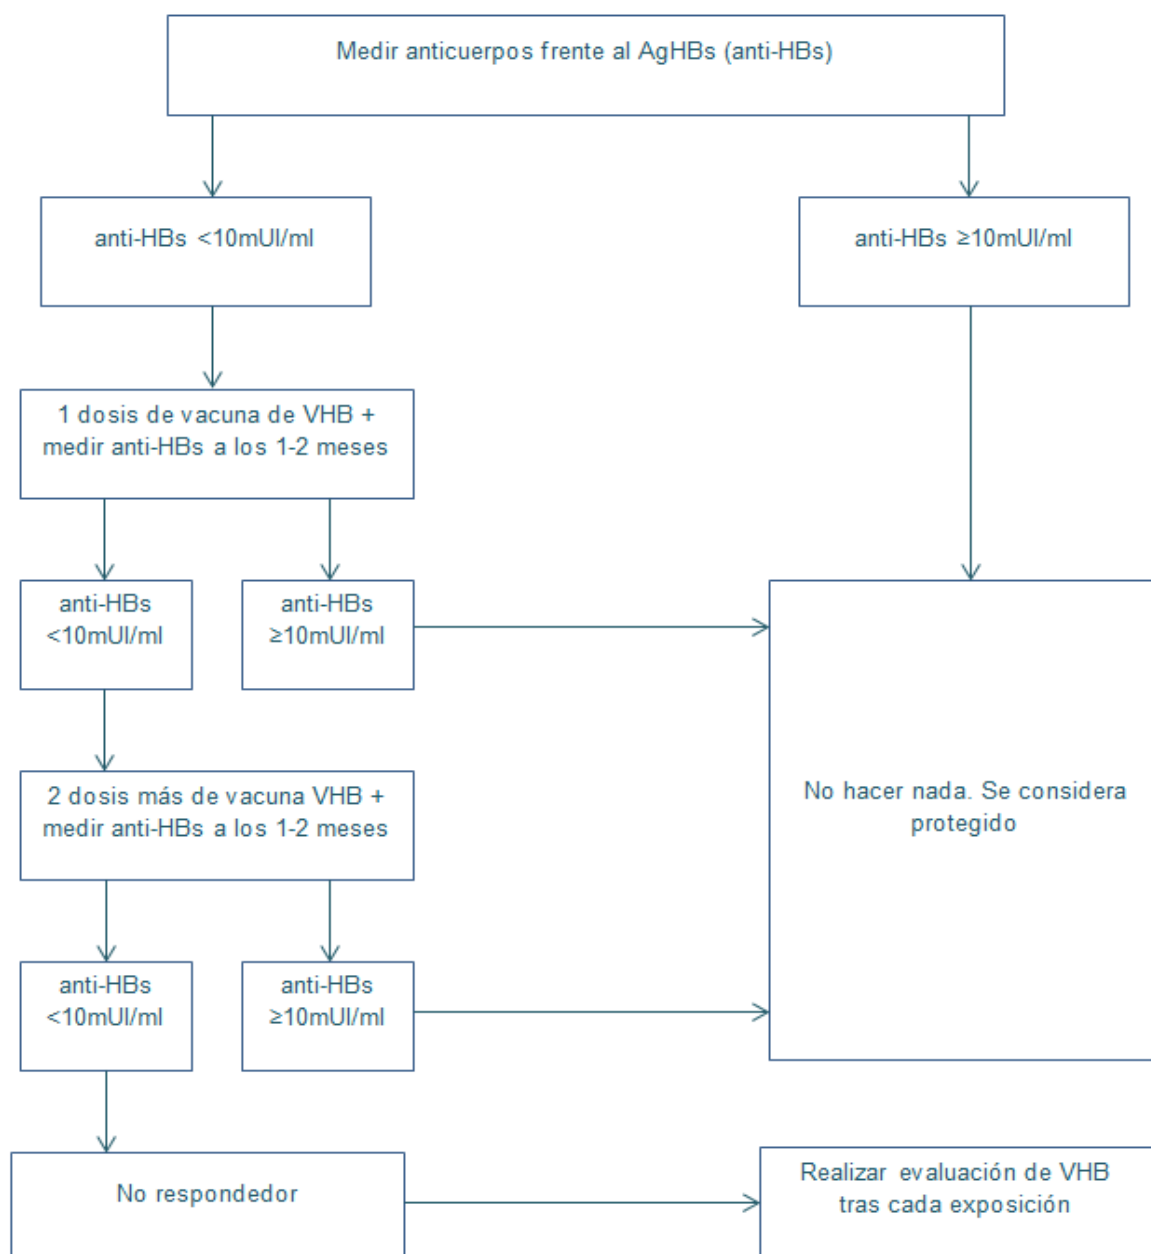 Medir anticuerpos frente al AgHBs (anti-HBs)
anti-HBs <10mUI/ml
anti-HBs ≥10mUI/ml
1 dosis de vacuna de VHB +
medir anti-HBs a los 1-2 meses
anti-HBs
<10mUI/ml
anti-HBs
≥10mUI/ml
2 dosis más de vacuna VHB +
medir anti-HBs a los 1-2 meses
No hacer nada. Se considera
protegido
anti-HBs
<10mUI/ml
anti-HBs
≥10mUI/ml
No respondedor
Realizar evaluación de VHB
tras cada exposición